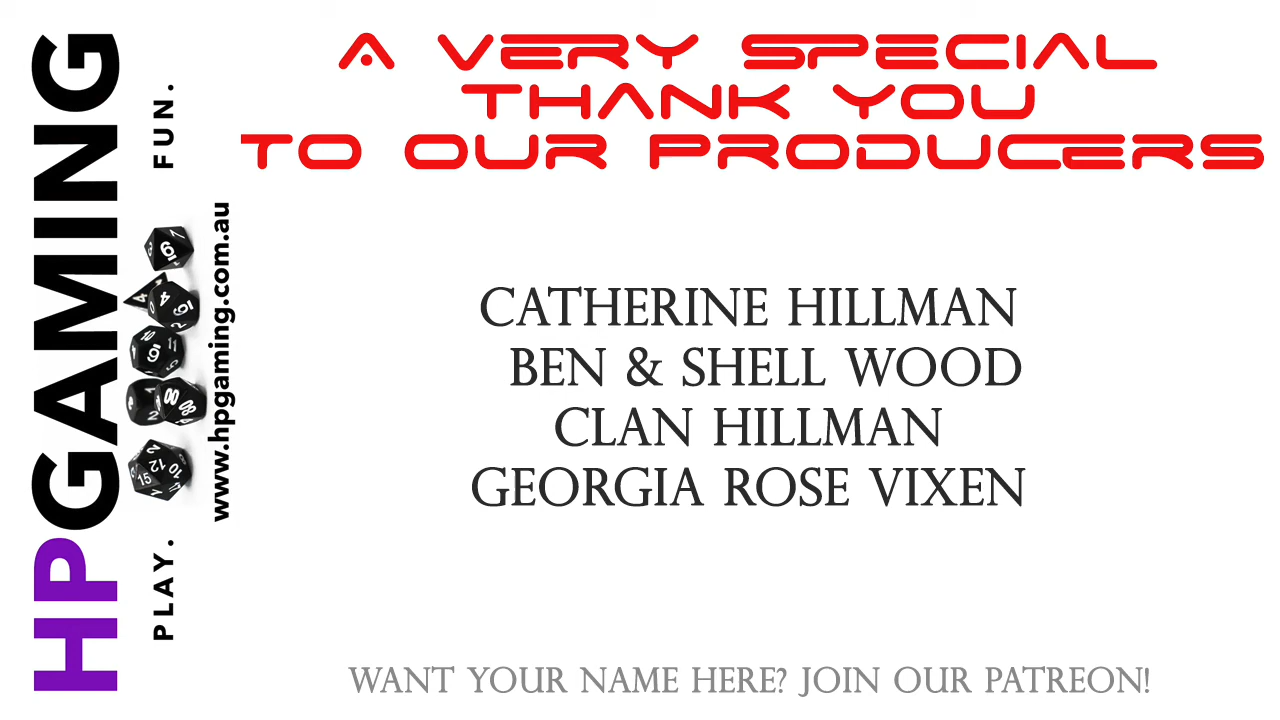 A VERY SPECIAL
THANK YOU
TO OUR PRODUCERS
CATHERINE HILLMAN
BEN & SHELL WOOD
CLAN HILLMAN
GEORGIA ROSE VIXEN
WANT YOUR NAME HERE? JOIN OUR PATREON!
HPGAMING
PLAY. FUN.
www.hpgaming.com.au